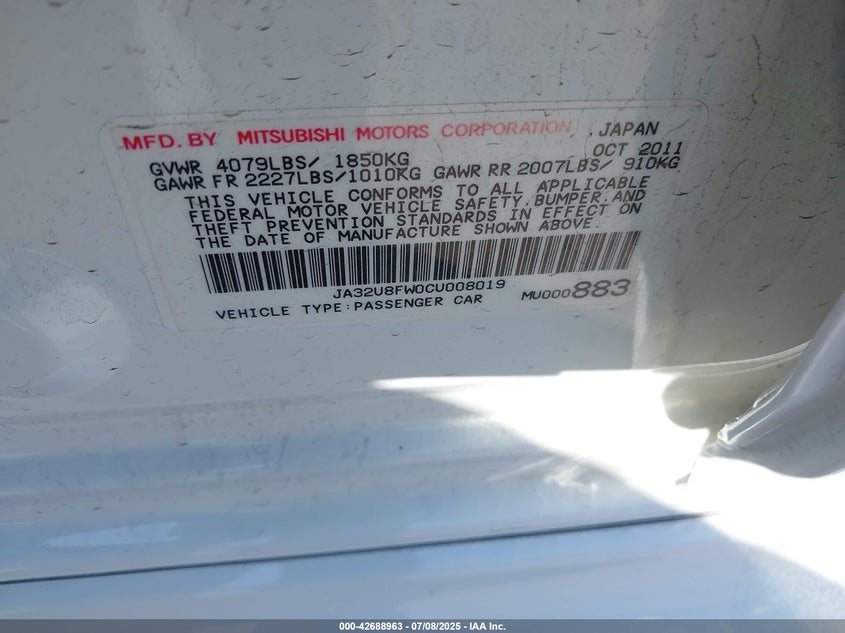 MFD. BY MITSUBISHI MOTORS CORPORATION, JAPAN
GVWR 4079LBS/ 1850KG OCT 2011
GAWR FR 2227LBS/1010KG GAWR RR 2007LBS/ 910KG
THIS VEHICLE CONFORMS TO ALL APPLICABLE
FEDERAL MOTOR VEHICLE SAFETY,BUMPER,AND
THEFT PREVENTION STANDARDS IN EFFECT ON
THE DATE OF MANUFACTURE SHOWN ABOVE.
JA32U8FW0CU008019
VEHICLE TYPE:PASSENGER CAR MU000883
000-42688963 | 07/08/2025 | IAA Inc.